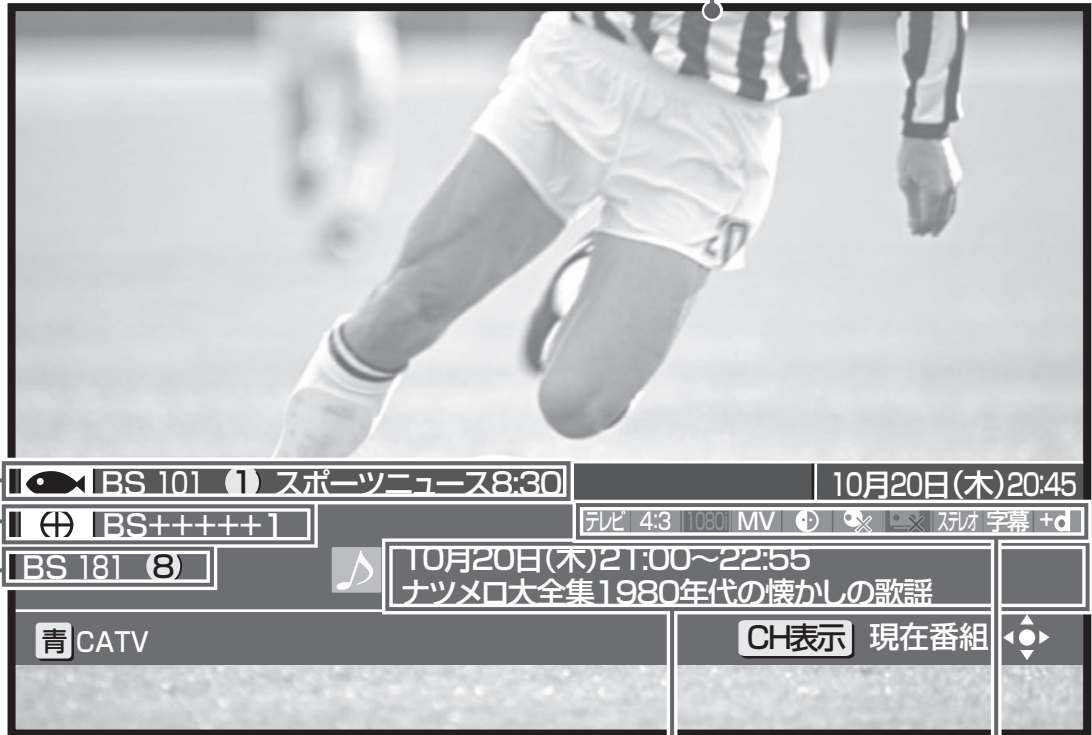 20
BS 101 1 スポーツニュース8:30
10月20日(木)20:45
BS+++++1
テレビ 4:3 1080i MV ステレオ 字幕 +d
BS 181 8
10月20日(木)21:00～22:55
ナツメロ大全集1980年代の懐かしの歌謡
青 CATV
CH表示 現在番組